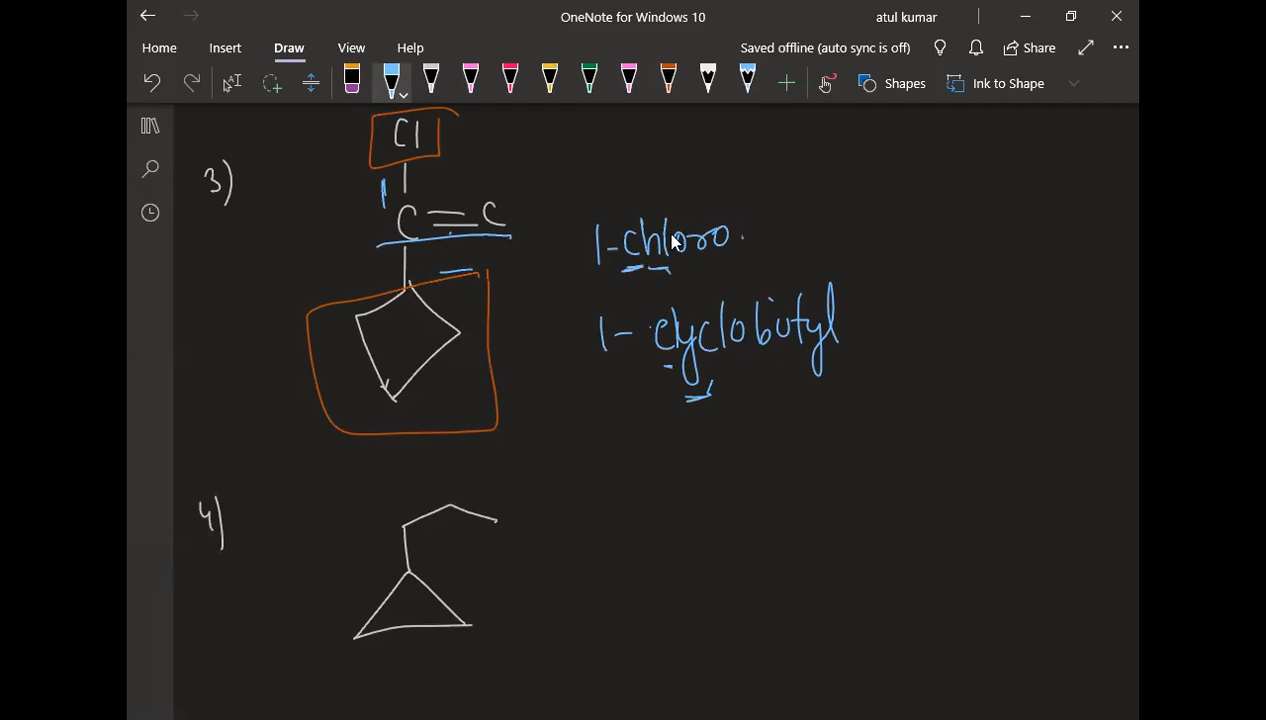 OneNote for Windows 10
atul kumar
Home Insert Draw View Help
Saved offline (auto sync is off)
Share
Shapes
Ink to Shape
Cl
3)
1
C = C
1-chloro
1- cyclobutyl
4)